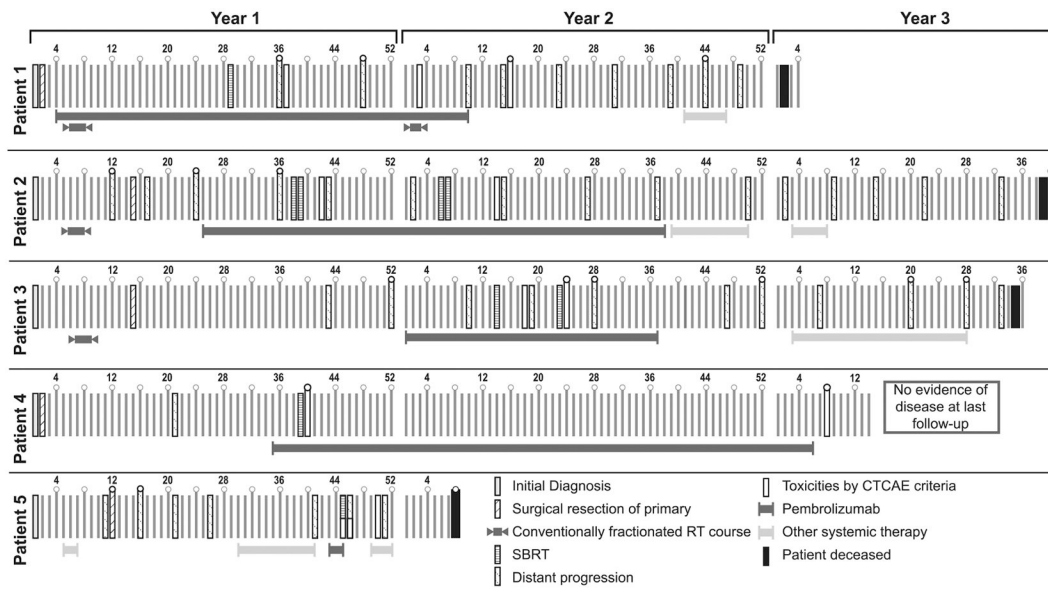 Year 1 Year 2 Year 3
4 12 20 28 36 44 52 4 12 20 28 36 44 52 4
Patient 1
4 12 20 28 36 44 52 4 12 20 28 36 44 52 4 12 20 28 36
Patient 2
4 12 20 28 36 44 52 4 12 20 28 36 44 52 4 12 20 28 36
Patient 3
4 12 20 28 36 44 52 4 12 20 28 36 44 52 4 12
Patient 4
No evidence of
disease at last
follow-up
4 12 20 28 36 44 52 4
Patient 5
Initial Diagnosis
Surgical resection of primary
Conventionally fractionated RT course
SBRT
Distant progression
Toxicities by CTCAE criteria
Pembrolizumab
Other systemic therapy
Patient deceased